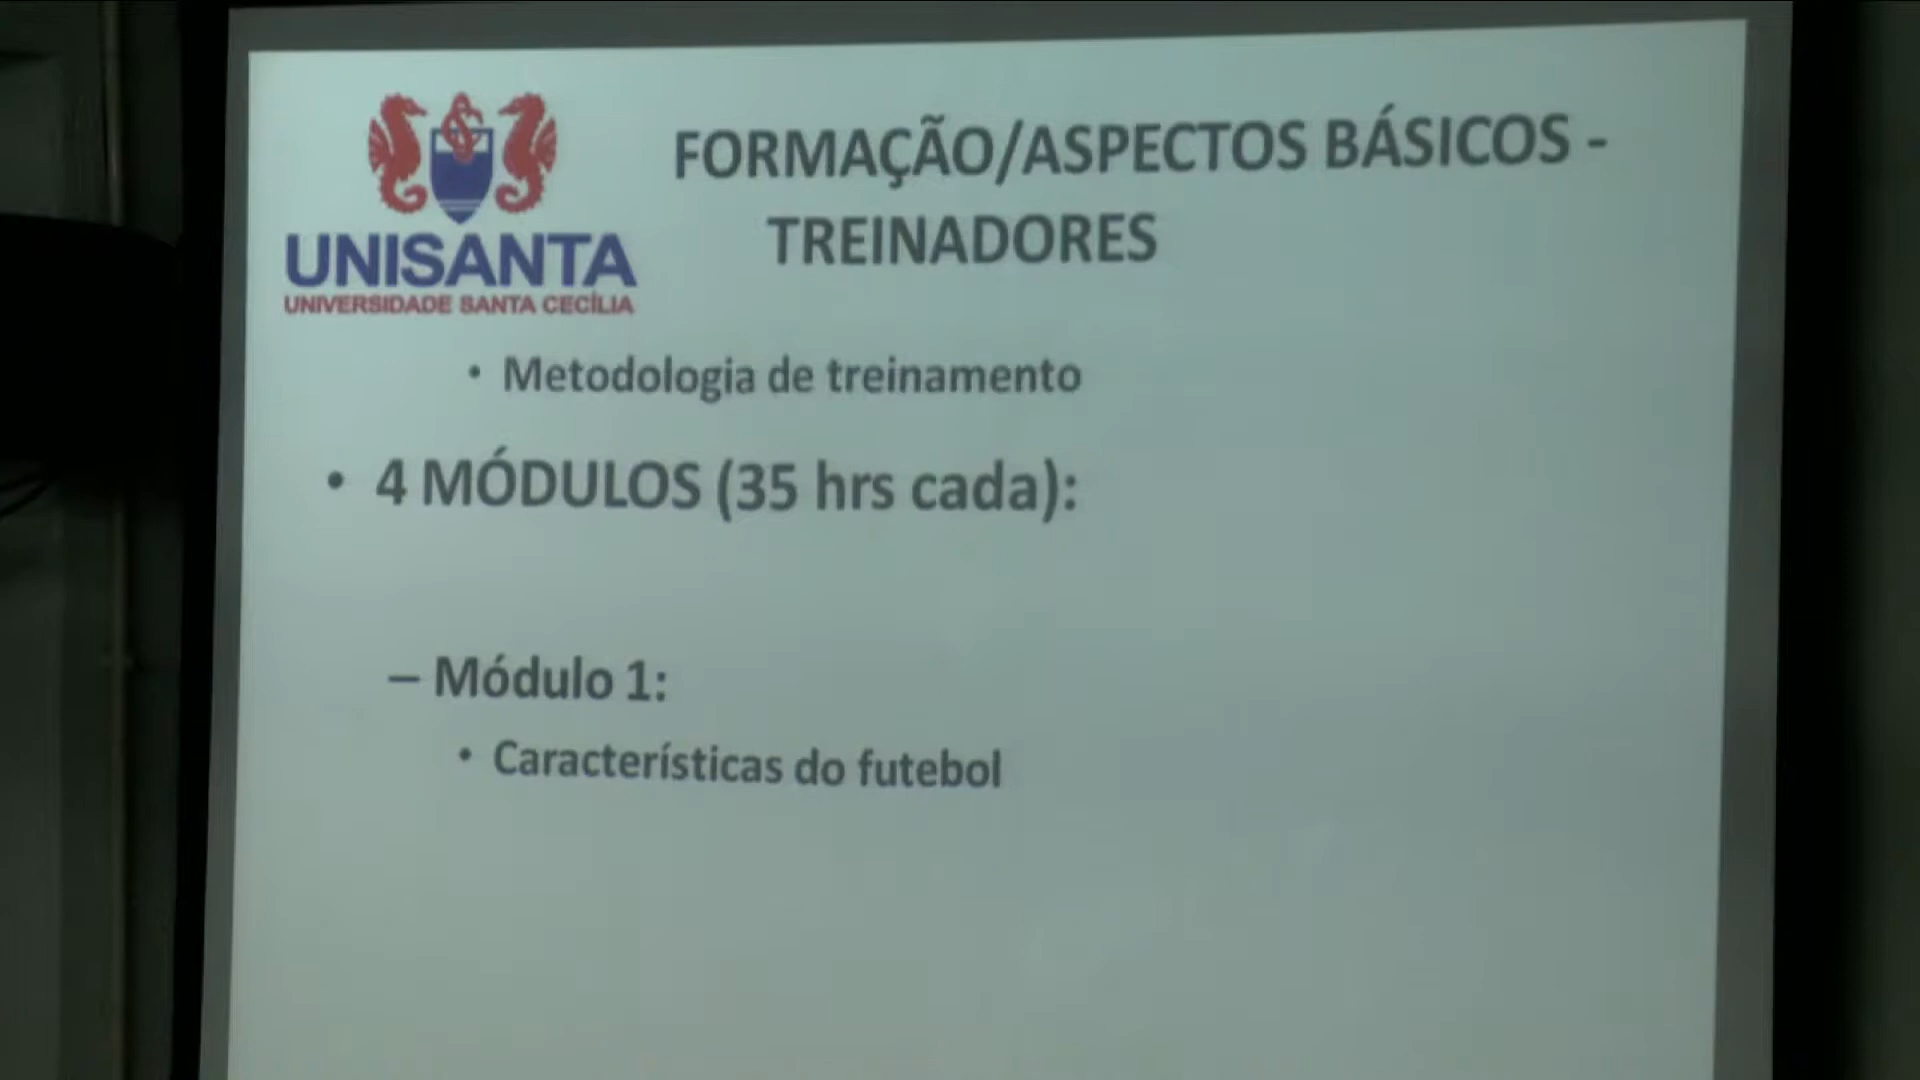 FORMAÇÃO/ASPECTOS BÁSICOS -
TREINADORES
UNISANTA
UNIVERSIDADE SANTA CECÍLIA
• Metodologia de treinamento
• 4 MÓDULOS (35 hrs cada):
– Módulo 1:
• Características do futebol